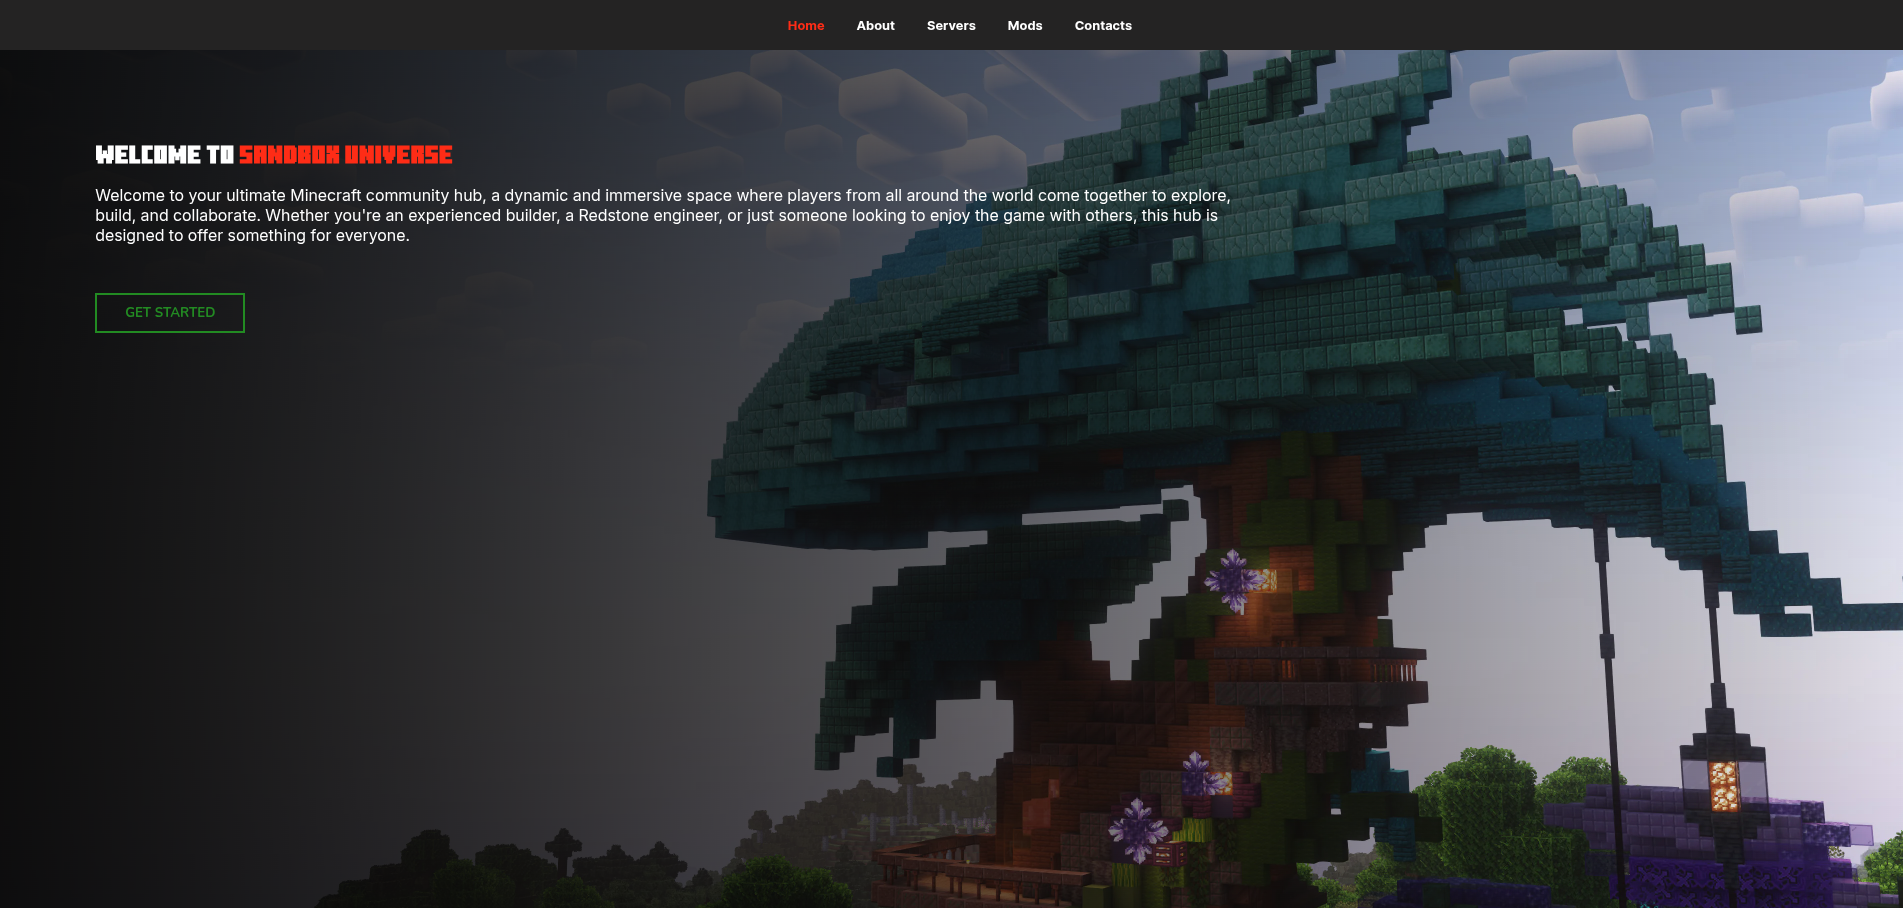 Home About Servers Mods Contacts
WELCOME TO SANDBOX UNIVERSE
Welcome to your ultimate Minecraft community hub, a dynamic and immersive space where players from all around the world come together to explore,
build, and collaborate. Whether you're an experienced builder, a Redstone engineer, or just someone looking to enjoy the game with others, this hub is
designed to offer something for everyone.
GET STARTED